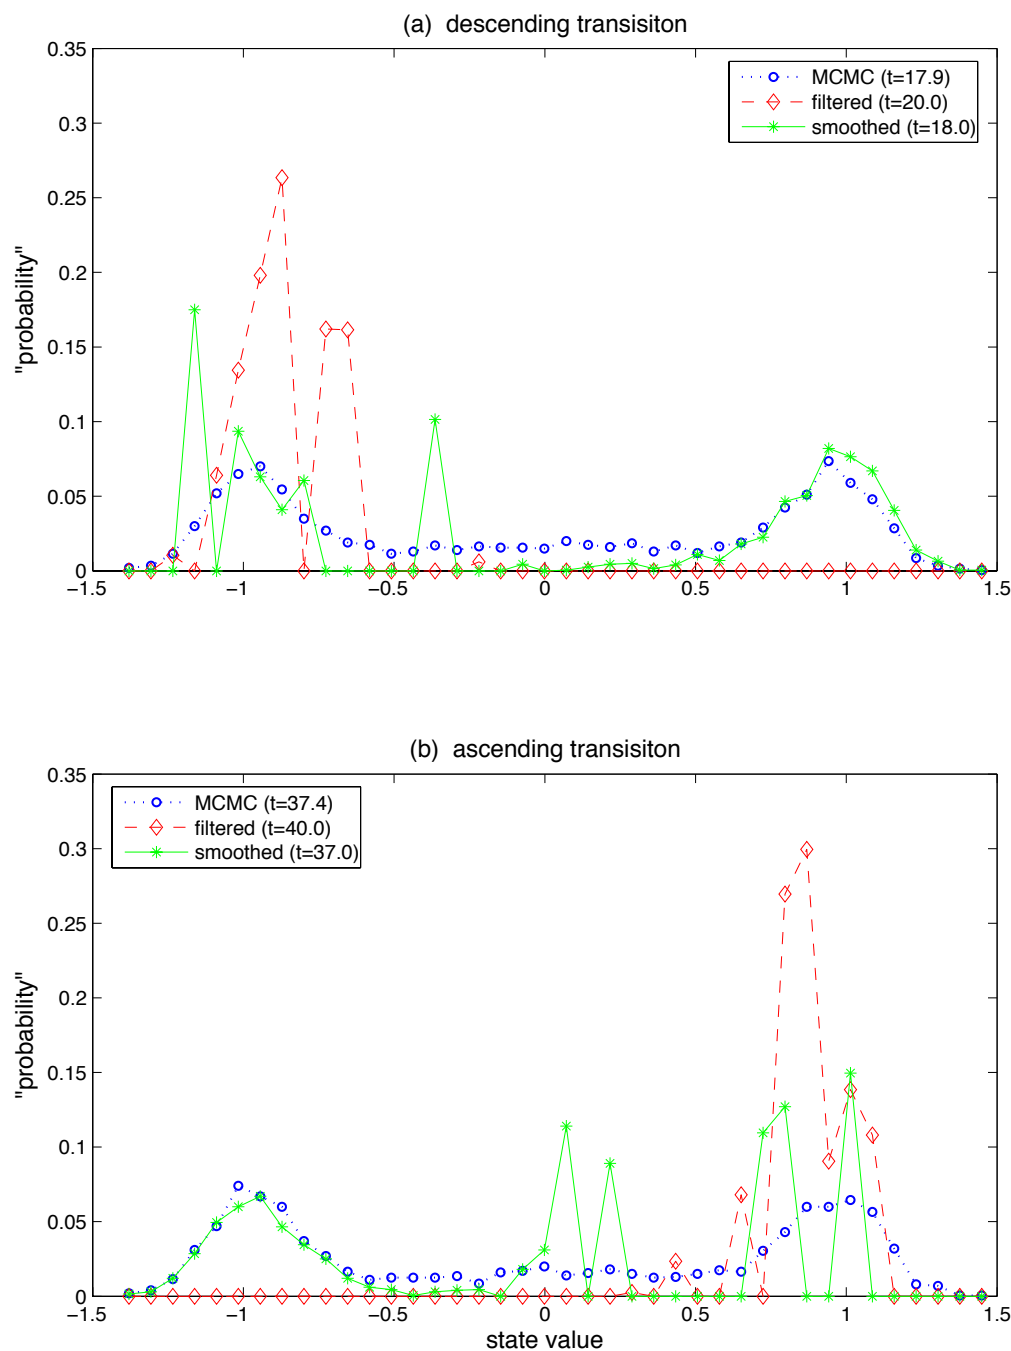 (a)  descending transisiton
0.35
0.3
0.25
0.2
0.15
0.1
0.05
0
"probability"
MCMC (t=17.9)
filtered (t=20.0)
smoothed (t=18.0)
−1.5 −1 −0.5 0 0.5 1 1.5
(b)  ascending transisiton
0.35
0.3
0.25
0.2
0.15
0.1
0.05
0
"probability"
MCMC (t=37.4)
filtered (t=40.0)
smoothed (t=37.0)
−1.5 −1 −0.5 0 0.5 1 1.5
state value